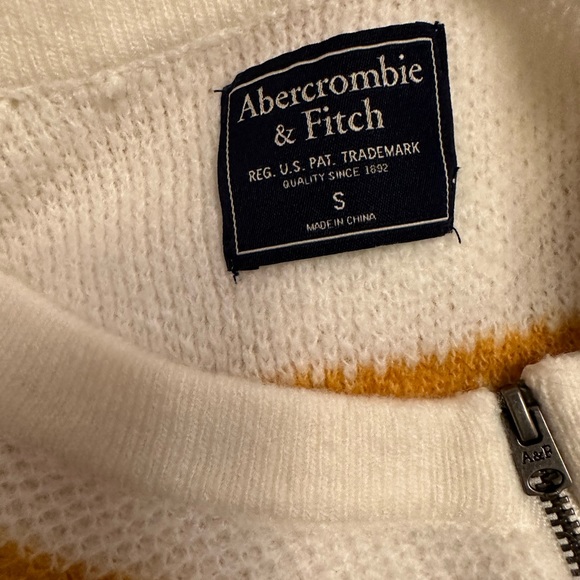 Abercrombie
& Fitch
REG. U.S. PAT. TRADEMARK
QUALITY SINCE 1892
S
MADE IN CHINA
A&F